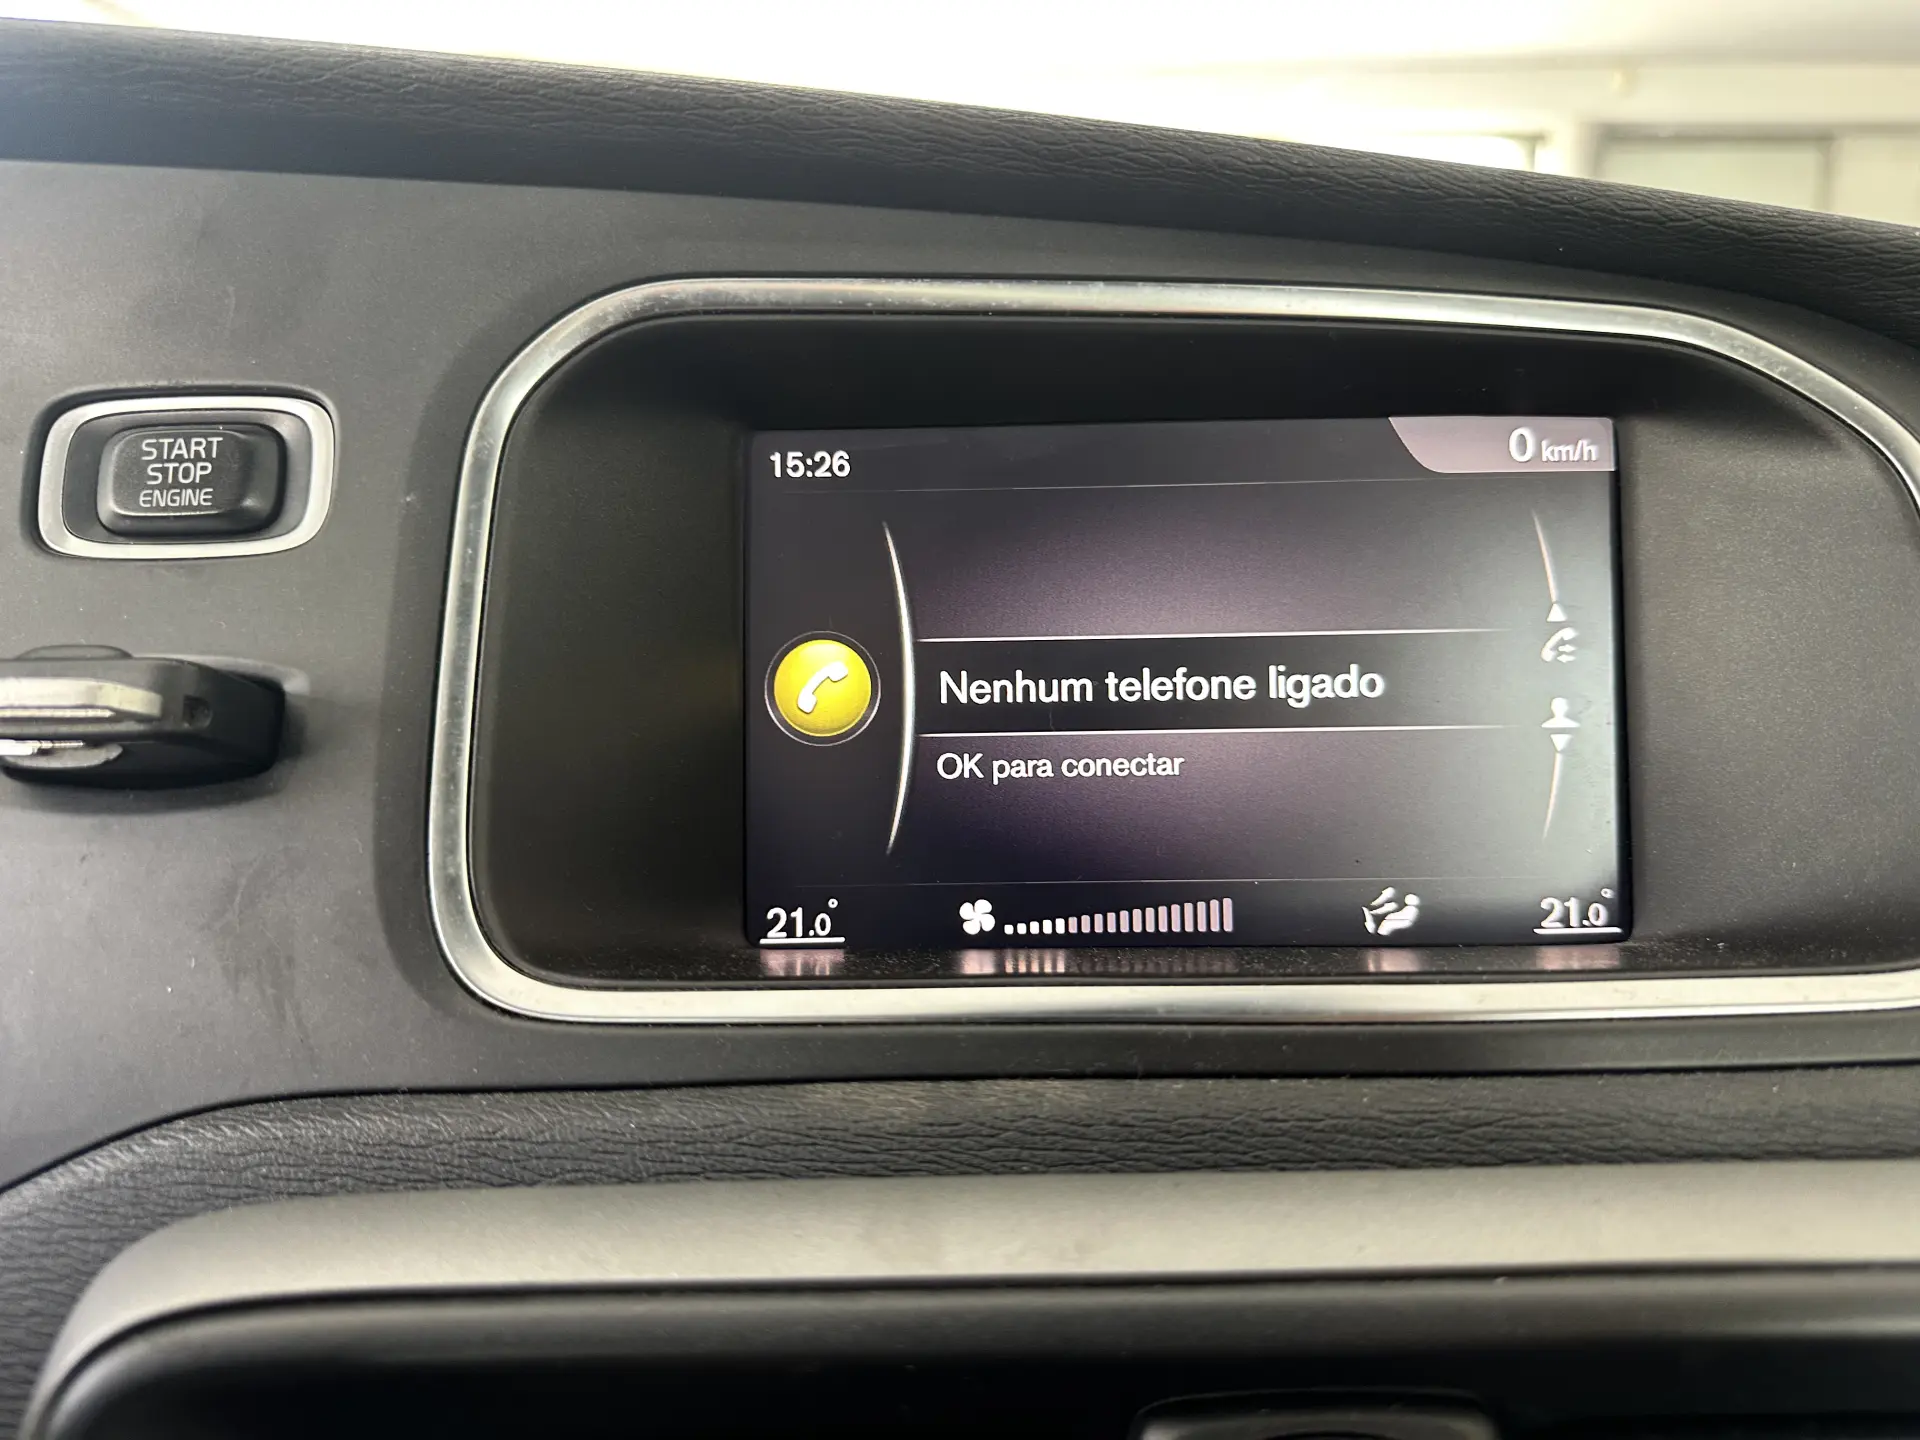 START
STOP
ENGINE
15:26
0 km/h
Nenhum telefone ligado
OK para conectar
21.0°
21.0°